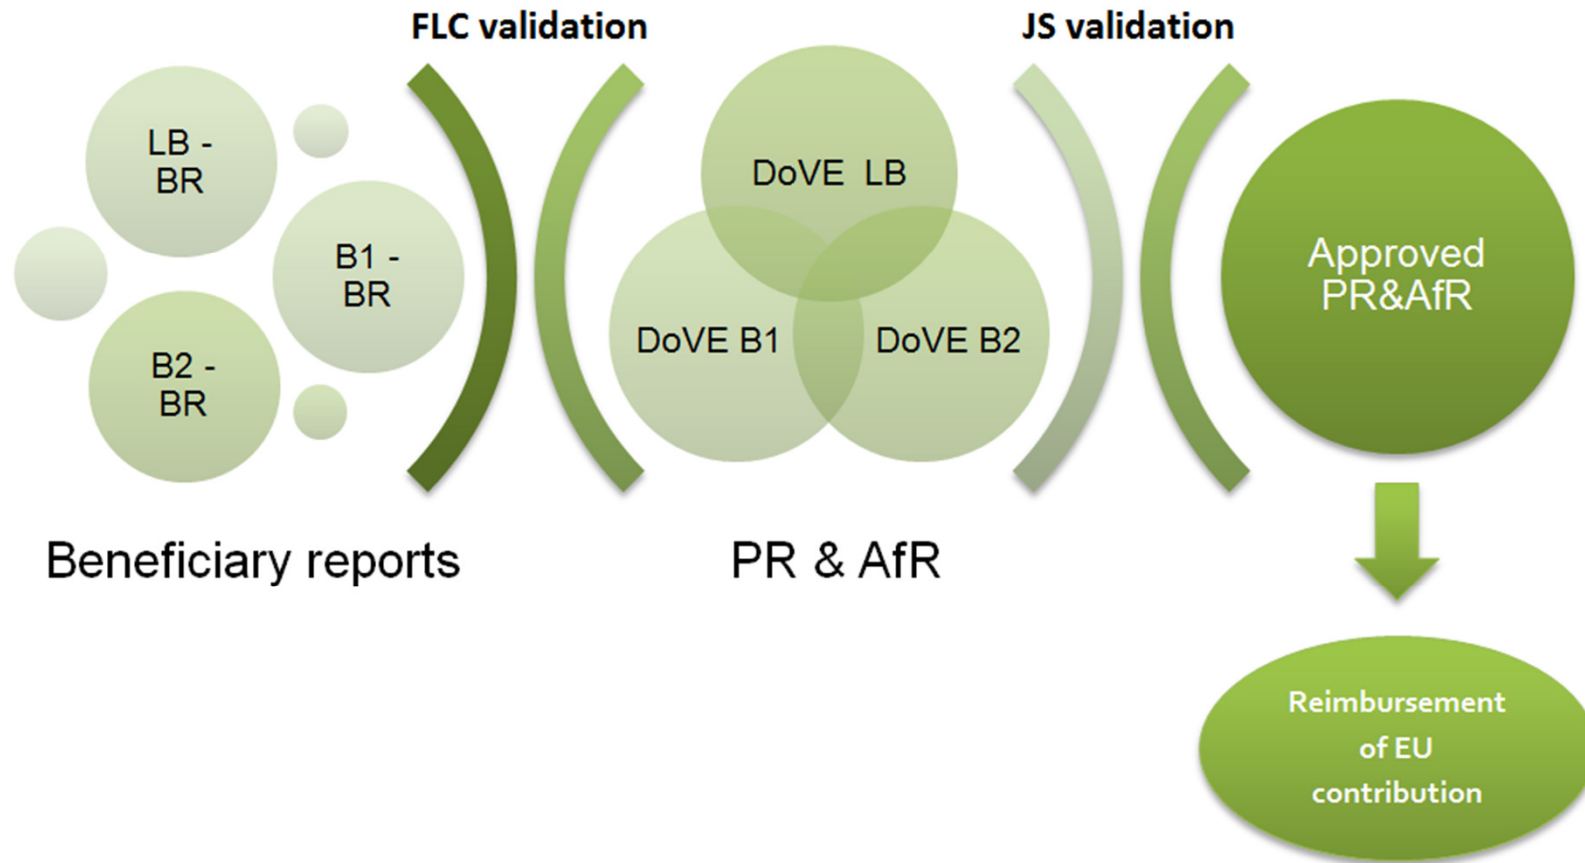 FLC validation
JS validation
LB -
BR
B1 -
BR
B2 -
BR
DoVE LB
DoVE B1
DoVE B2
Approved
PR&AfR
Beneficiary reports
PR & AfR
Reimbursement
of EU
contribution